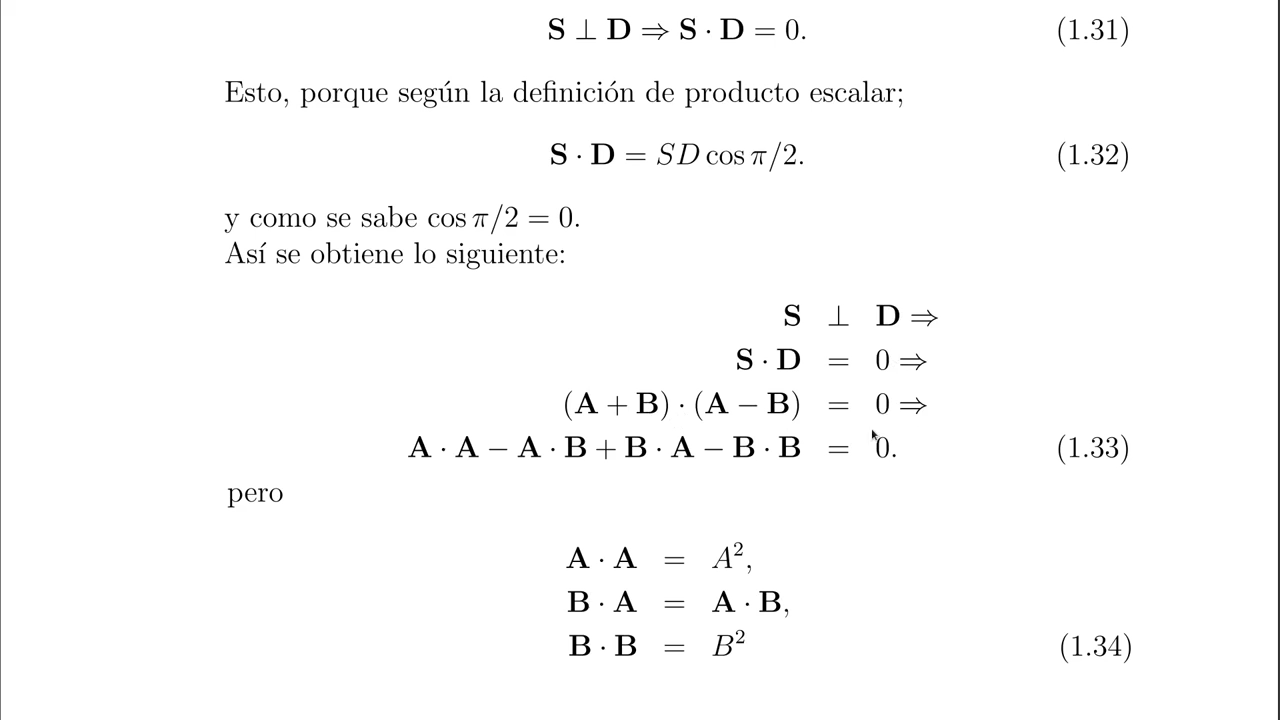 S ⊥ D ⇒ S · D = 0. (1.31)
Esto, porque según la definición de producto escalar;
S · D = SD cos π/2. (1.32)
y como se sabe cos π/2 = 0.
Así se obtiene lo siguiente:
S ⊥ D ⇒
S · D = 0 ⇒
(A + B) · (A − B) = 0 ⇒
A · A − A · B + B · A − B · B = 0. (1.33)
pero
A · A = A²,
B · A = A · B,
B · B = B² (1.34)